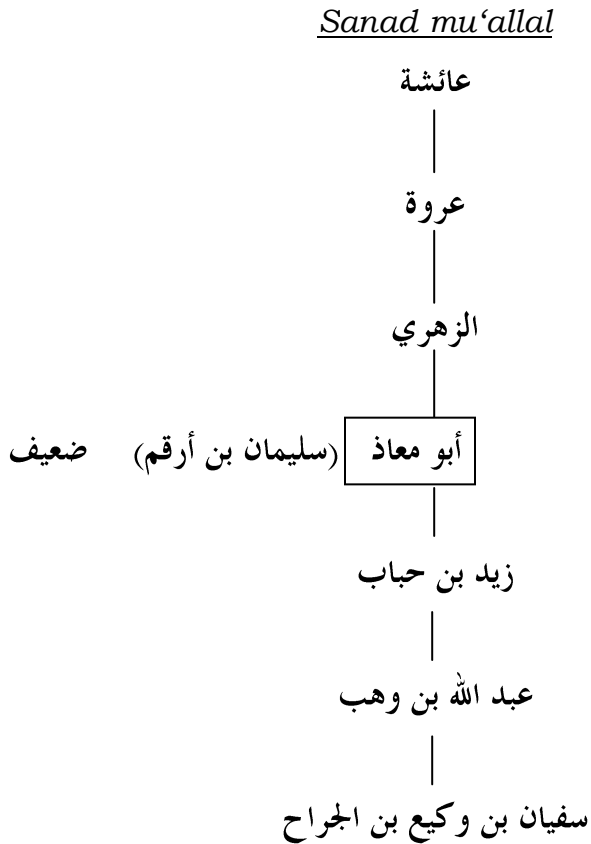 Sanad mu‘allal
عائشة
عروة
الزهري
أبو معاذ (سليمان بن أرقم) ضعيف
زيد بن حباب
عبد الله بن وهب
سفيان بن وكيع بن الجراح